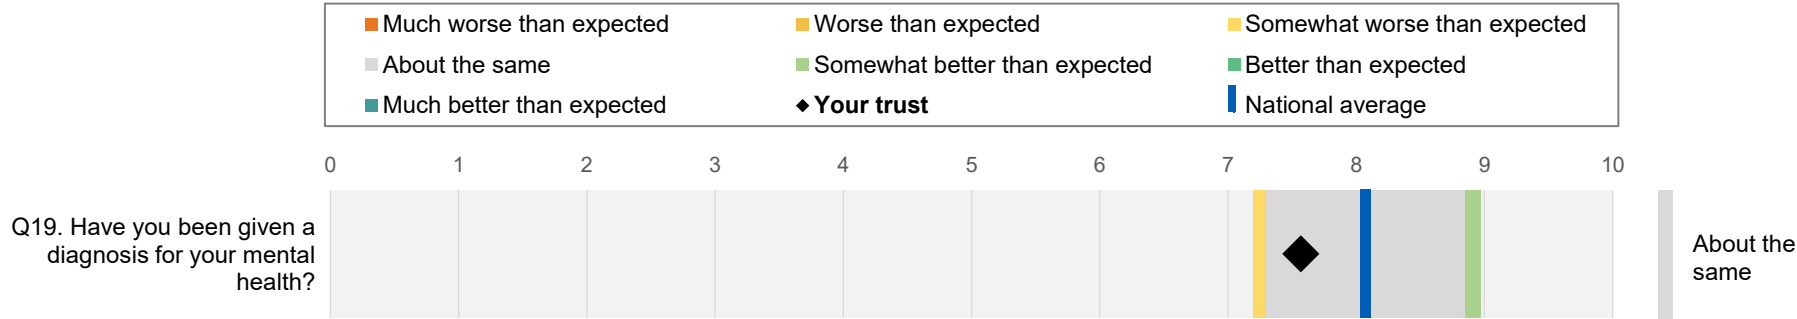 Much worse than expected
Worse than expected
Somewhat worse than expected
About the same
Somewhat better than expected
Better than expected
Much better than expected
Your trust
National average
0 1 2 3 4 5 6 7 8 9 10
Q19. Have you been given a
diagnosis for your mental
health?
About the
same